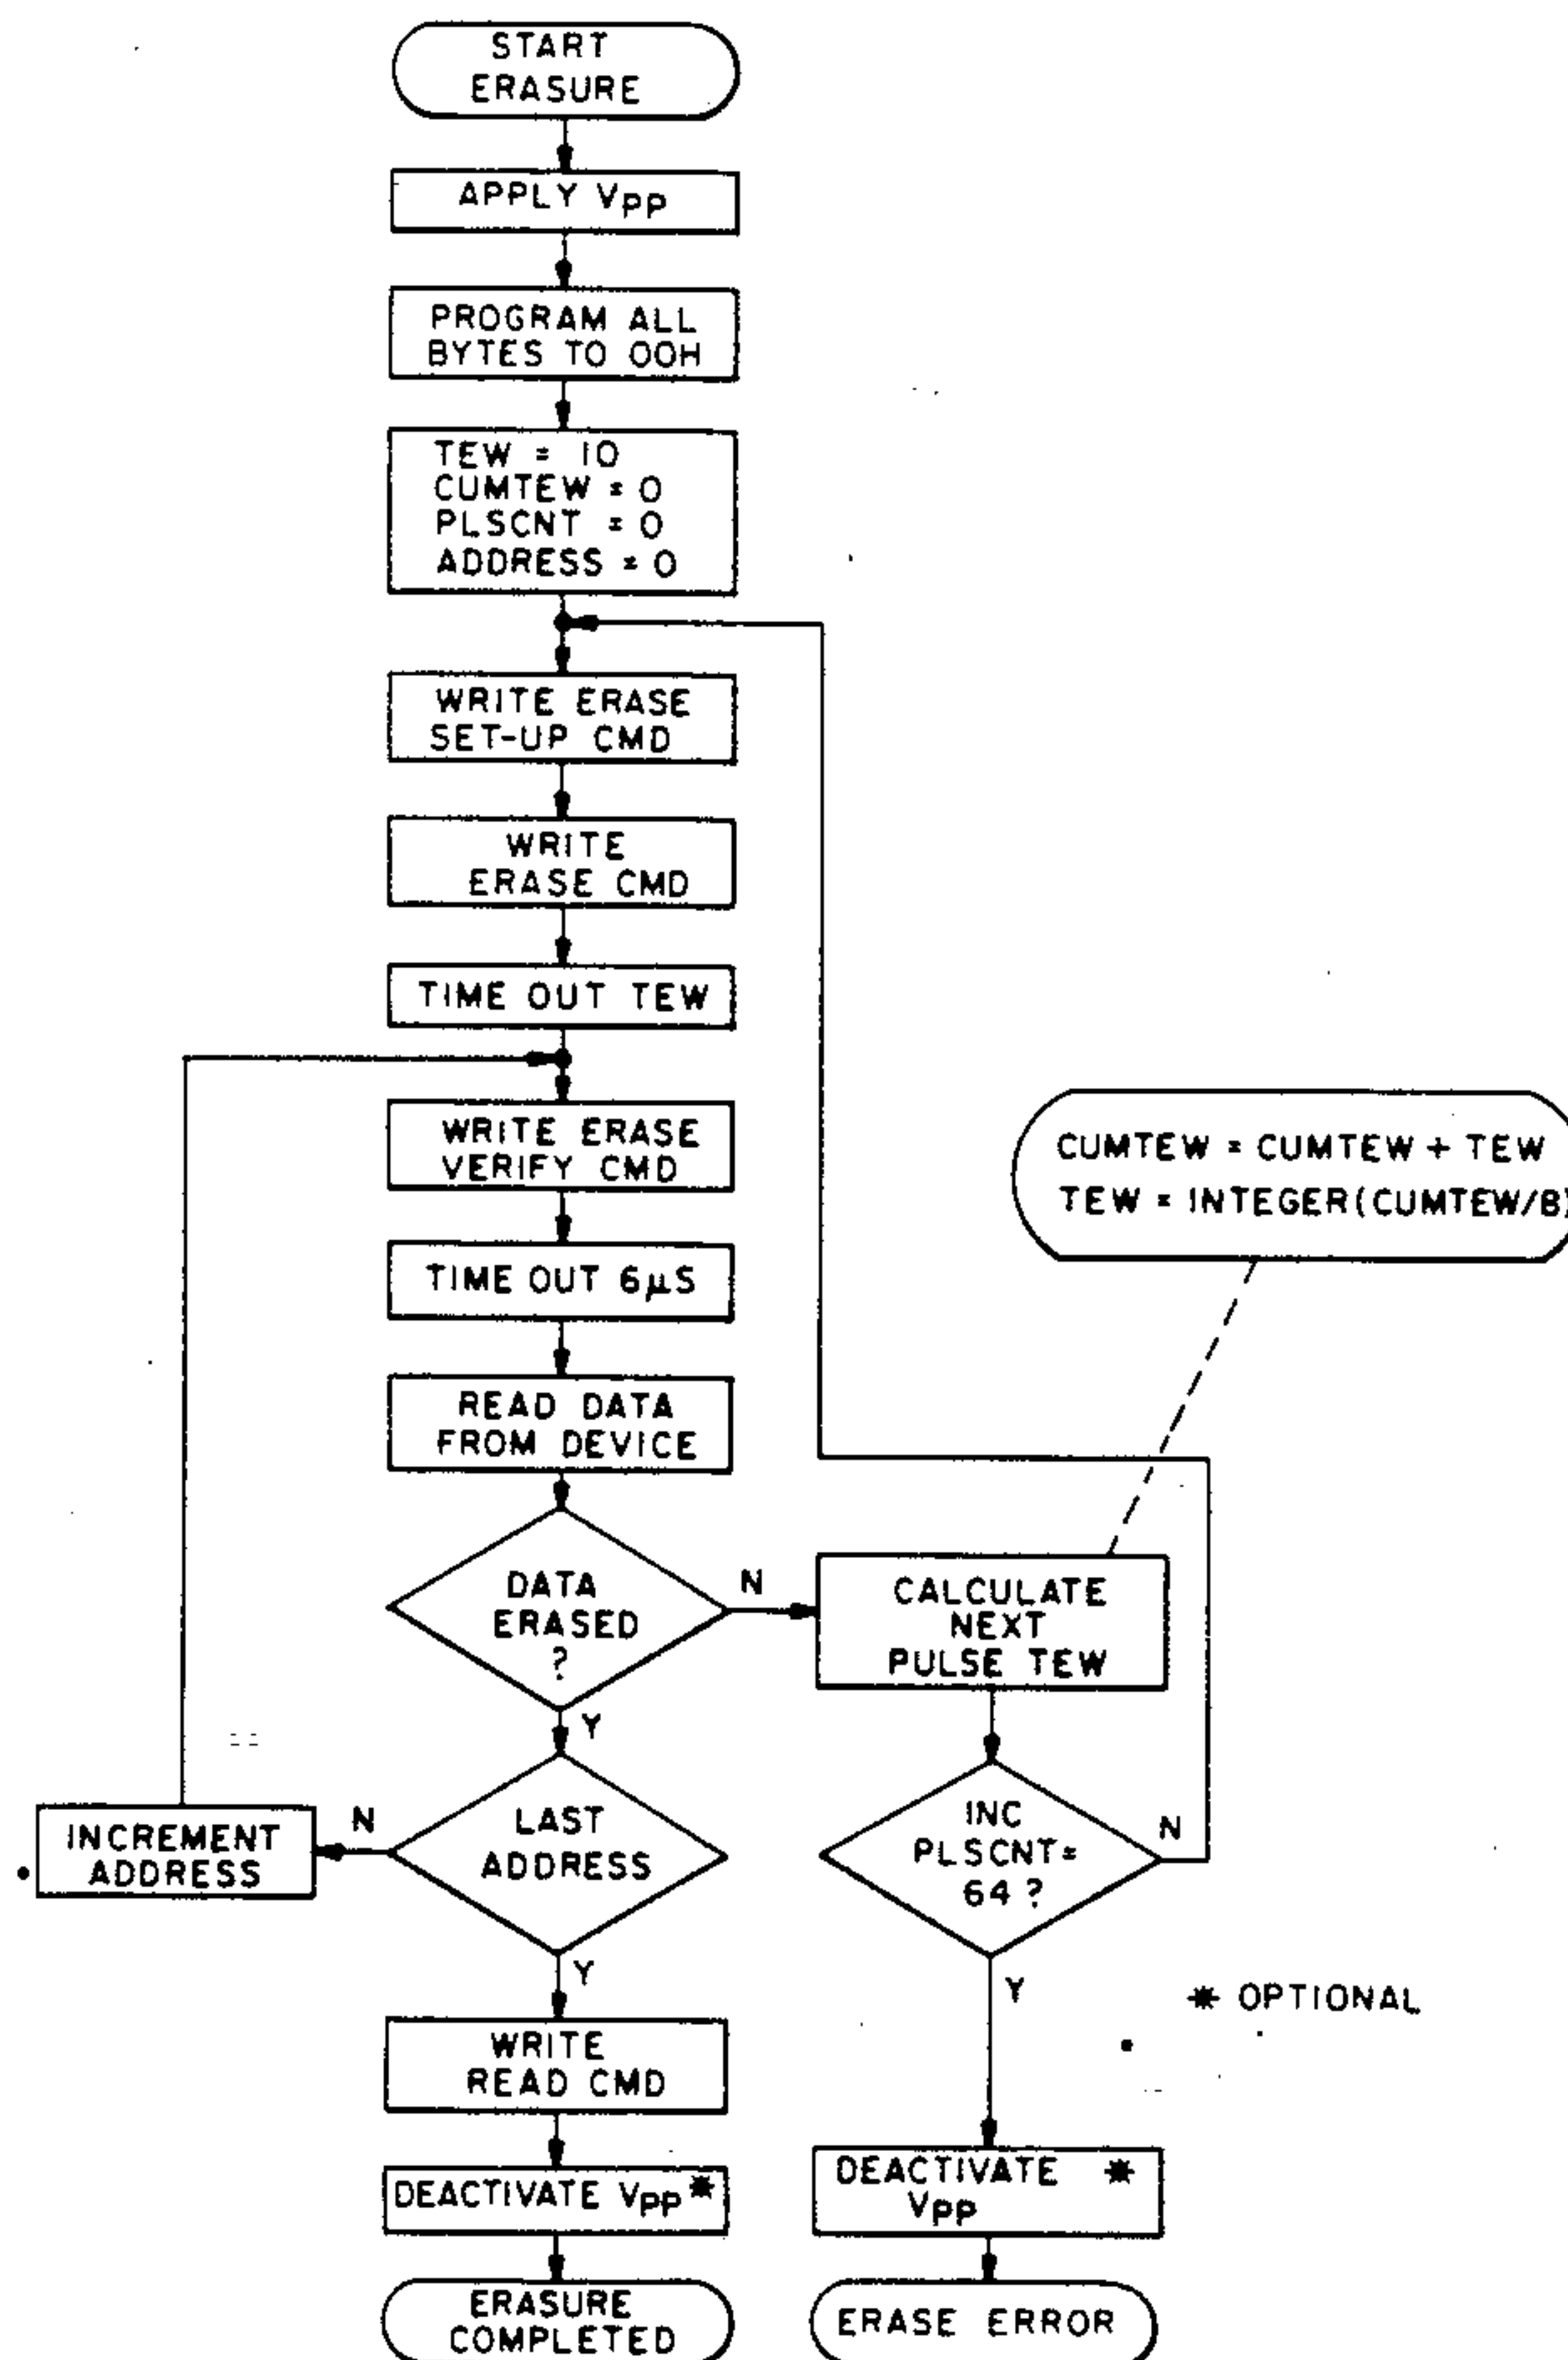 START
ERASURE
APPLY VPP
PROGRAM ALL
BYTES TO 00H
TEW = 10
CUMTEW = 0
PLSCNT = 0
ADDRESS = 0
WRITE ERASE
SET-UP CMD
WRITE
ERASE CMD
TIME OUT TEW
WRITE ERASE
VERIFY CMD
CUMTEW = CUMTEW + TEW
TEW = INTEGER(CUMTEW/8)
TIME OUT 6µS
READ DATA
FROM DEVICE
DATA
ERASED
?
N
CALCULATE
NEXT
PULSE TEW
Y
LAST
ADDRESS
N
INCREMENT
ADDRESS
INC
PLSCNT=
64 ?
N
Y
Y
* OPTIONAL
WRITE
READ CMD
DEACTIVATE VPP*
DEACTIVATE *
VPP
ERASURE
COMPLETED
ERASE ERROR